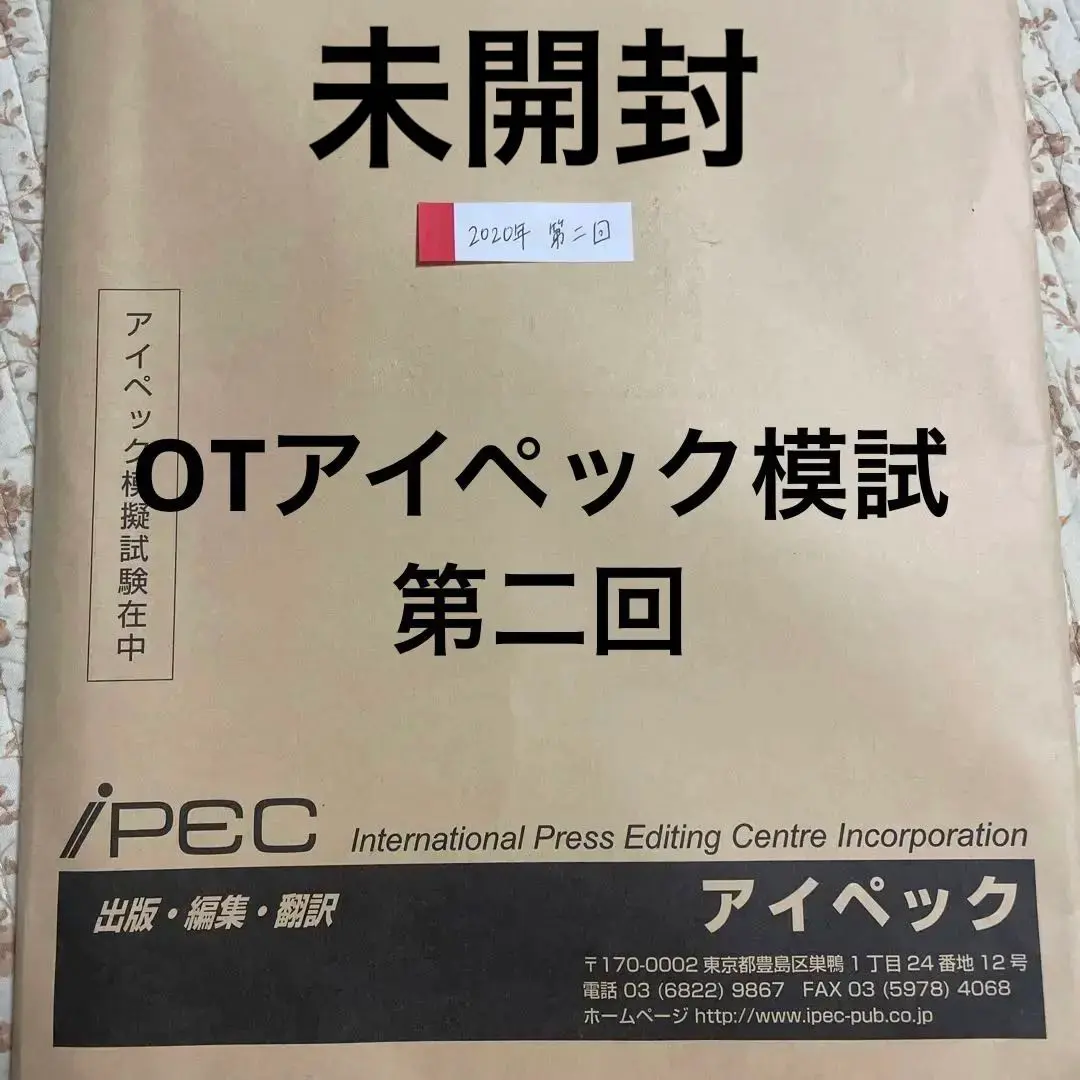 未開封
2020年 第二回
アイペック模擬試験在中
OTアイペック模試
第二回
iPEC
International Press Editing Centre Incorporation
出版・編集・翻訳
アイペック
〒170-0002 東京都豊島区巣鴨 1 丁目 24 番地 12 号
電話 03 (6822) 9867 FAX 03 (5978) 4068
ホームページ http://www.ipec-pub.co.jp